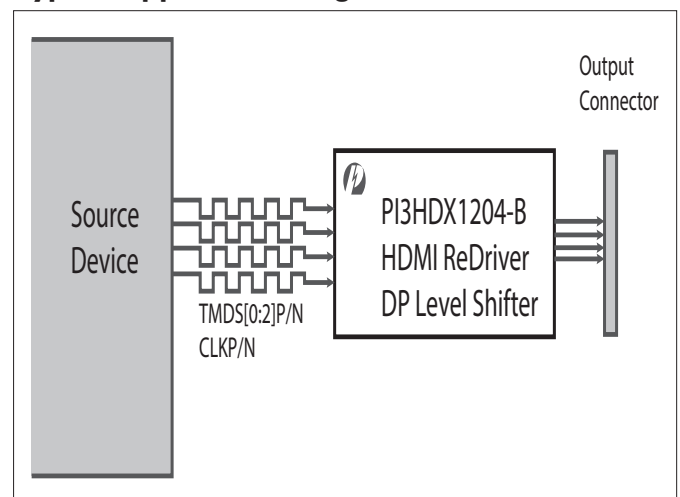 Source
Device
TMDS[0:2]P/N
CLKP/N
PI3HDX1204-B
HDMI ReDriver
DP Level Shifter
Output
Connector